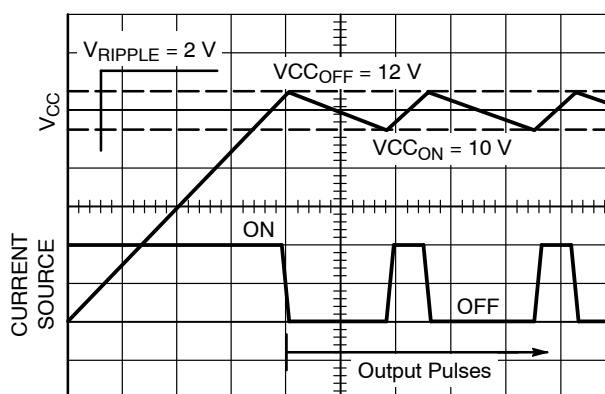 V_RIPPLE = 2 V
VCC_OFF = 12 V
V_CC
VCC_ON = 10 V
ON
CURRENT
SOURCE
OFF
Output Pulses